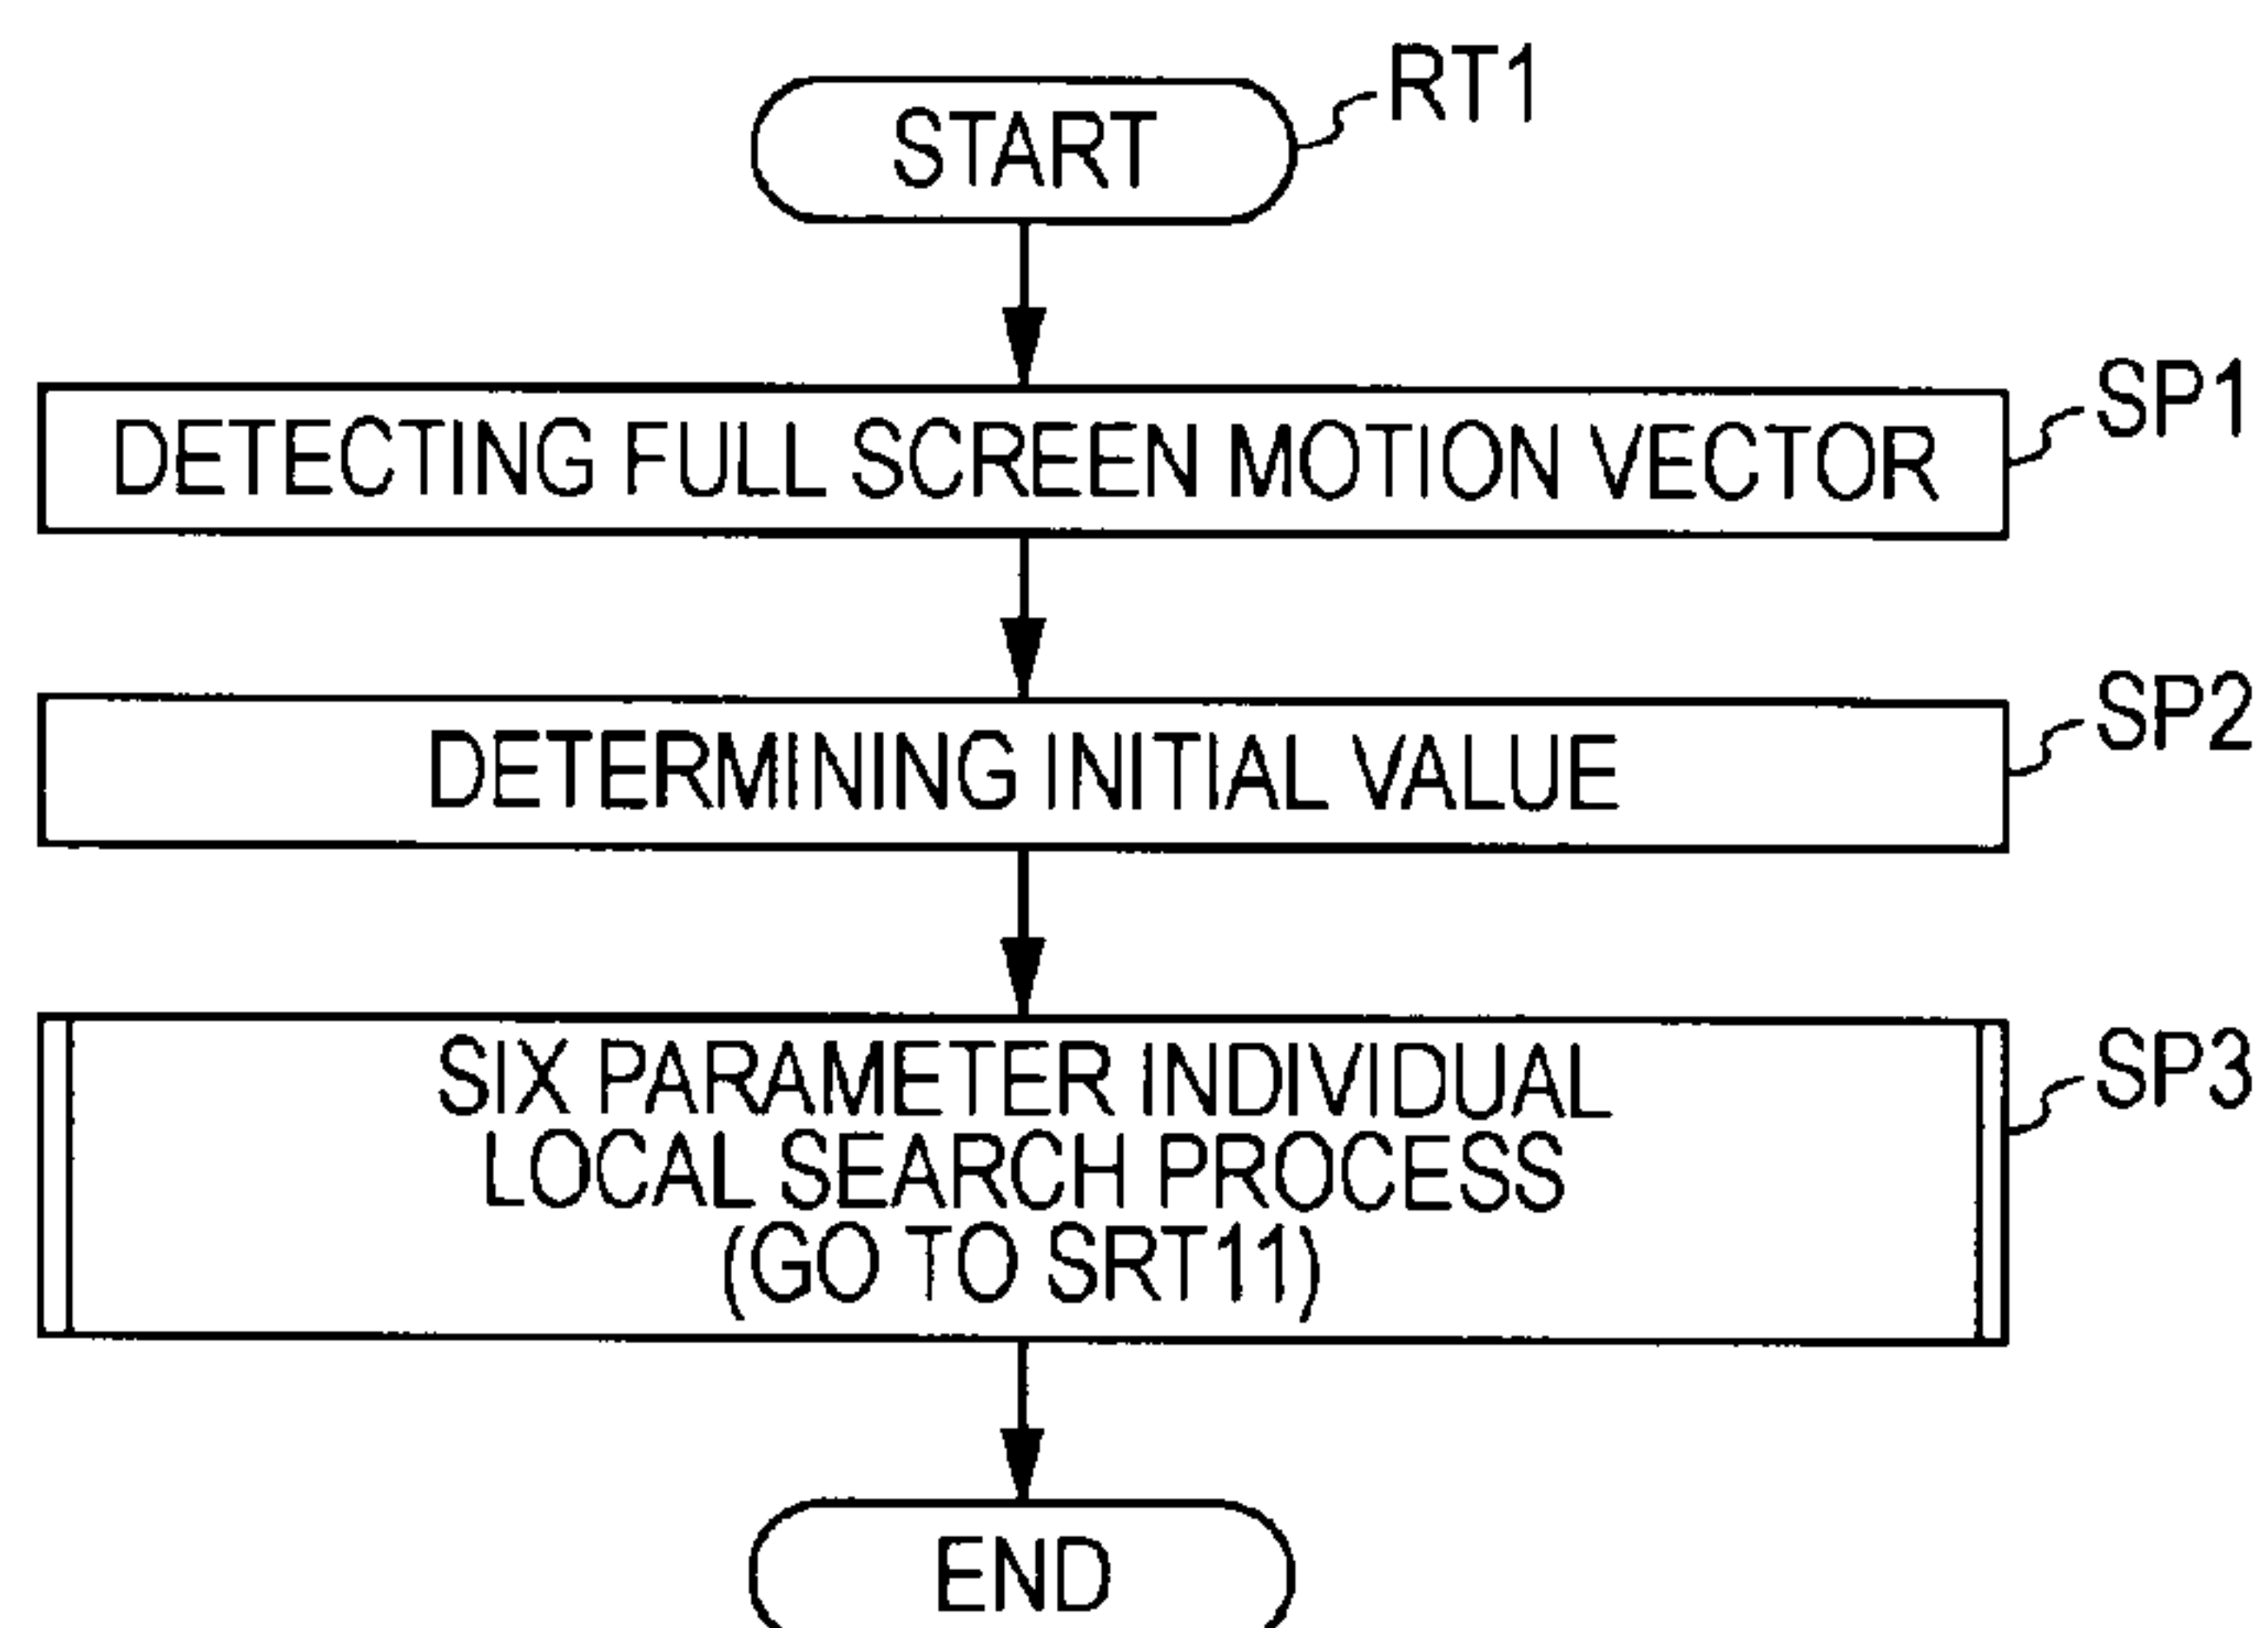 START
RT1
DETECTING FULL SCREEN MOTION VECTOR
SP1
DETERMINING INITIAL VALUE
SP2
SIX PARAMETER INDIVIDUAL
LOCAL SEARCH PROCESS
(GO TO SRT11)
SP3
END